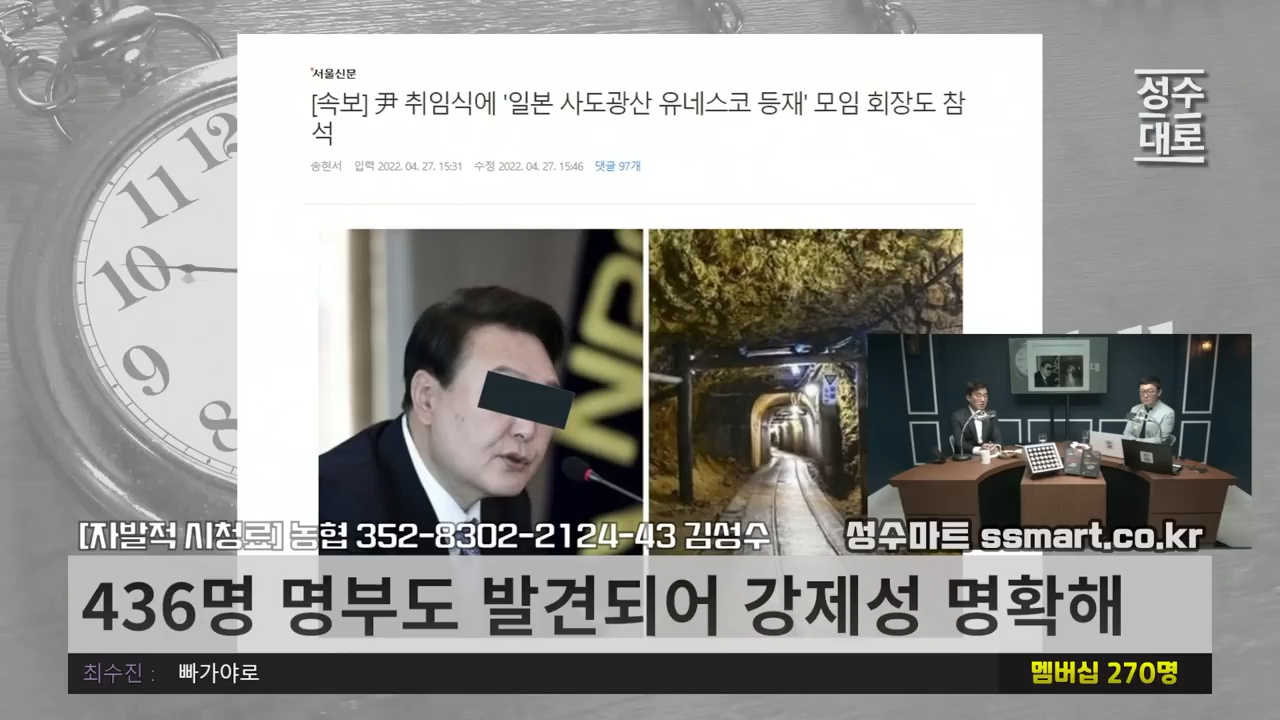 서울신문
[속보] 尹 취임식에 '일본 사도광산 유네스코 등재' 모임 회장도 참
석
송현서 입력 2022. 04. 27. 15:31 수정 2022. 04. 27. 15:46 댓글 97개
성수
대로
12
11
10
9
8
[자발적 시청료] 농협 352-8302-2124-43 김성수
성수마트 ssmart.co.kr
436명 명부도 발견되어 강제성 명확해
최수진 : 빠가야로
멤버십 270명